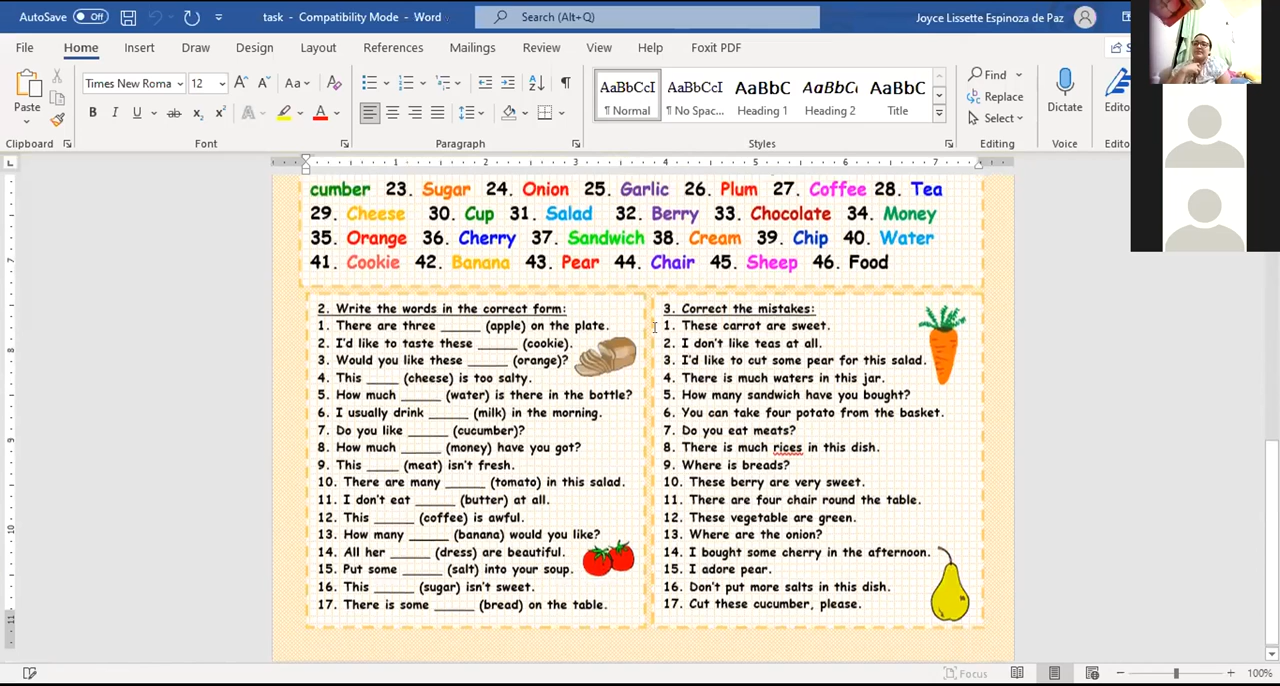 AutoSave Off task - Compatibility Mode - Word Search (Alt+Q) Joyce Lissette Espinoza de Paz
File Home Insert Draw Design Layout References Mailings Review View Help Foxit PDF
Paste
Clipboard
Times New Roma 12
Font
Paragraph
AaBbCcI AaBbCcI AaBbC AaBbCc AaBbC
¶ Normal ¶ No Spac... Heading 1 Heading 2 Title
Styles
Find
Replace
Select
Editing
Dictate
Voice
Edito
Edito
1 2 3 4 5 6 7
7
8
9
10
11
cumber 23. Sugar 24. Onion 25. Garlic 26. Plum 27. Coffee 28. Tea
29. Cheese 30. Cup 31. Salad 32. Berry 33. Chocolate 34. Money
35. Orange 36. Cherry 37. Sandwich 38. Cream 39. Chip 40. Water
41. Cookie 42. Banana 43. Pear 44. Chair 45. Sheep 46. Food
2. Write the words in the correct form:
1. There are three ______ (apple) on the plate.
2. I'd like to taste these ______ (cookie).
3. Would you like these ______ (orange)?
4. This _____ (cheese) is too salty.
5. How much ______ (water) is there in the bottle?
6. I usually drink ______ (milk) in the morning.
7. Do you like ______ (cucumber)?
8. How much ______ (money) have you got?
9. This _____ (meat) isn't fresh.
10. There are many ______ (tomato) in this salad.
11. I don't eat ______ (butter) at all.
12. This ______ (coffee) is awful.
13. How many ______ (banana) would you like?
14. All her ______ (dress) are beautiful.
15. Put some ______ (salt) into your soup.
16. This ______ (sugar) isn't sweet.
17. There is some ______ (bread) on the table.
3. Correct the mistakes:
1. These carrot are sweet.
2. I don't like teas at all.
3. I'd like to cut some pear for this salad.
4. There is much waters in this jar.
5. How many sandwich have you bought?
6. You can take four potato from the basket.
7. Do you eat meats?
8. There is much rices in this dish.
9. Where is breads?
10. These berry are very sweet.
11. There are four chair round the table.
12. These vegetable are green.
13. Where are the onion?
14. I bought some cherry in the afternoon.
15. I adore pear.
16. Don't put more salts in this dish.
17. Cut these cucumber, please.
Focus 100%